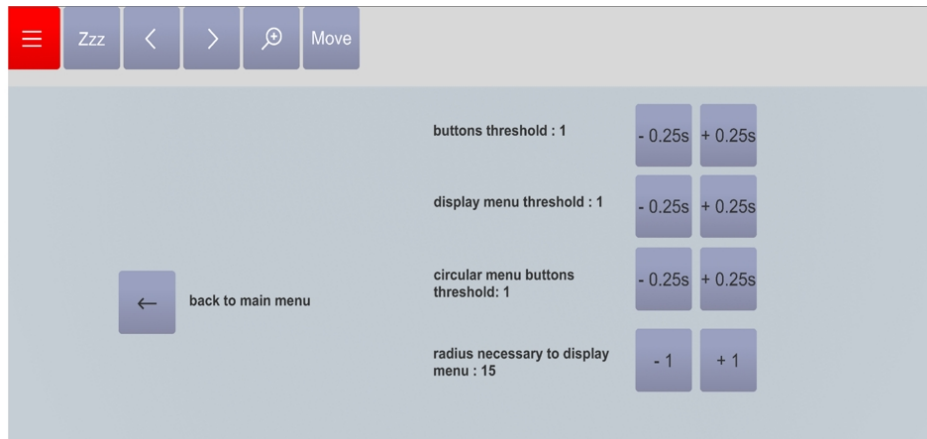 Zzz
Move
buttons threshold : 1
- 0.25s
+ 0.25s
display menu threshold : 1
- 0.25s
+ 0.25s
circular menu buttons
threshold: 1
- 0.25s
+ 0.25s
back to main menu
radius necessary to display
menu : 15
- 1
+ 1